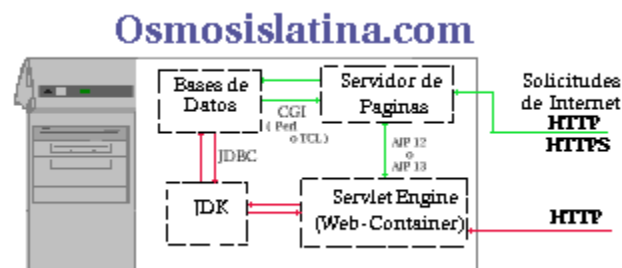 Osmosislatina.com
Bases de
Datos
Servidor de
Paginas
Solicitudes
de Internet
HTTP
HTTPS
CGI
( Perl
o TCL )
AJP 12
o
AJP 13
JDBC
JDK
Servlet Engine
(Web-Container)
HTTP